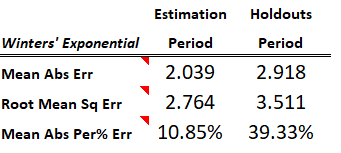 Estimation Holdouts
Winters' Exponential Period Period
Mean Abs Err 2.039 2.918
Root Mean Sq Err 2.764 3.511
Mean Abs Per% Err 10.85% 39.33%